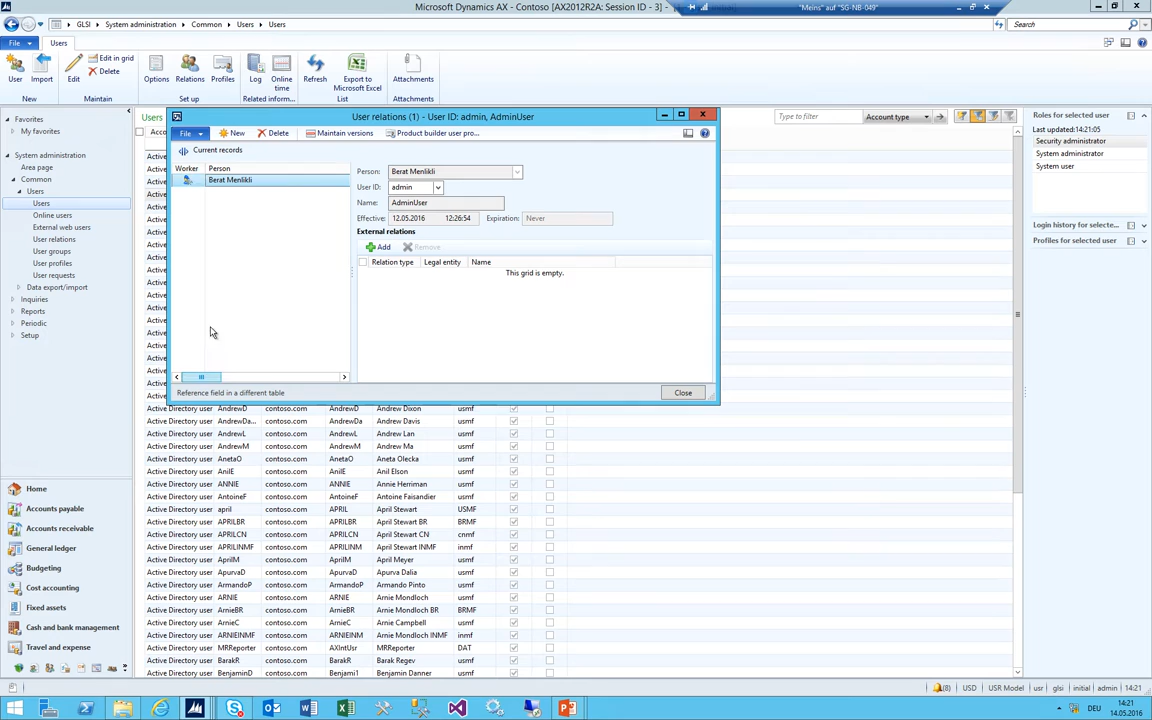 Microsoft Dynamics AX - Contoso [AX2012R2A: Session ID - 3]
"Meins" auf "SG-NB-049"
GLSI ▸ System administration ▸ Common ▸ Users ▸ Users
Search
File
Users
User
Import
New
Edit
Edit in grid
Delete
Maintain
Options
Relations
Profiles
Set up
Log
Online time
Related inform...
Refresh
Export to Microsoft Excel
List
Attachments
Attachments
Favorites
My favorites
System administration
Area page
Common
Users
Users
Online users
External web users
User relations
User groups
User profiles
User requests
Data export/import
Inquiries
Reports
Periodic
Setup
Home
Accounts payable
Accounts receivable
General ledger
Budgeting
Cost accounting
Fixed assets
Cash and bank management
Travel and expense
Users
Type to filter
Account type
User relations (1) - User ID: admin, AdminUser
File
New
Delete
Maintain versions
Product builder user pro...
Current records
Worker Person
Berat Menlikli
Person: Berat Menlikli
User ID: admin
Name: AdminUser
Effective: 12.05.2016 12:26:54 Expiration: Never
External relations
Add
Remove
Relation type Legal entity Name
This grid is empty.
Reference field in a different table
Close
Active Directory user AndrewD contoso.com AndrewD Andrew Dixon usmf
Active Directory user AndrewDa... contoso.com AndrewDa Andrew Davis usmf
Active Directory user AndrewL contoso.com AndrewL Andrew Lan usmf
Active Directory user AndrewM contoso.com AndrewM Andrew Ma usmf
Active Directory user AnetaO contoso.com AnetaO Aneta Olecka usmf
Active Directory user AnilE contoso.com AnilE Anil Elson usmf
Active Directory user ANNIE contoso.com ANNIE Annie Herriman usmf
Active Directory user AntoineF contoso.com AntoineF Antoine Faisandier usmf
Active Directory user april contoso.com APRIL April Stewart USMF
Active Directory user APRILBR contoso.com APRILBR April Stewart BR BRMF
Active Directory user APRILCN contoso.com APRILCN April Stewart CN cnmf
Active Directory user APRILINMF contoso.com APRILINMF April Stewart INMF inmf
Active Directory user AprilM contoso.com AprilM April Meyer usmf
Active Directory user ApurvaD contoso.com ApurvaD Apurva Dalia usmf
Active Directory user ArmandoP contoso.com ArmandoP Armando Pinto usmf
Active Directory user ARNIE contoso.com ARNIE Arnie Mondloch usmf
Active Directory user ArnieBR contoso.com ArnieBR Arnie Mondloch BR BRMF
Active Directory user ArnieC contoso.com ArnieC Arnie Campbell usmf
Active Directory user ARNIEINMF contoso.com ARNIEINM Arnie Mondloch INMF inmf
Active Directory user MRReporter contoso.com MRReporter AXIntUsr DAT
Active Directory user BarakR contoso.com BarakR Barak Regev usmf
Active Directory user BenjaminD contoso.com Benjami1 Benjamin Danner usmf
Roles for selected user
Last updated:14:21:05
Security administrator
System administrator
System user
Login history for selecte...
Profiles for selected user
(8) USD USR Model usr glsi initial admin 14:21
DEU
14:21
14.05.2016